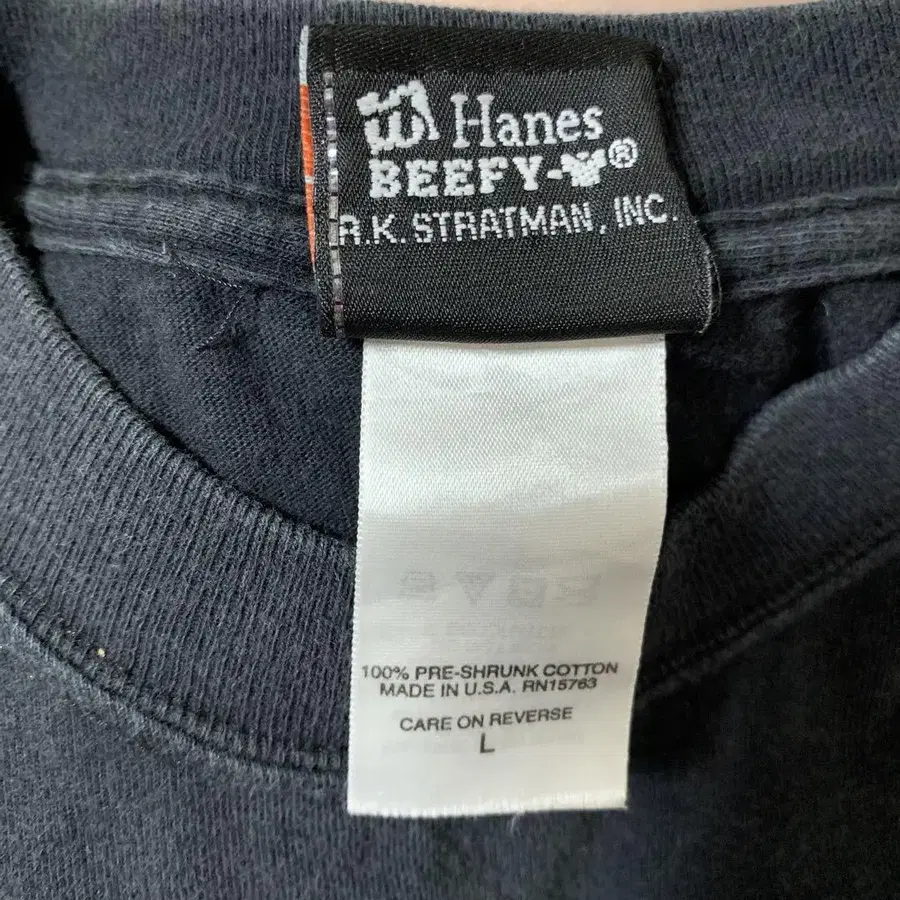 Hanes
BEEFY-T®
R.K. STRATMAN, INC.
100% PRE-SHRUNK COTTON
MADE IN U.S.A. RN15763
CARE ON REVERSE
L